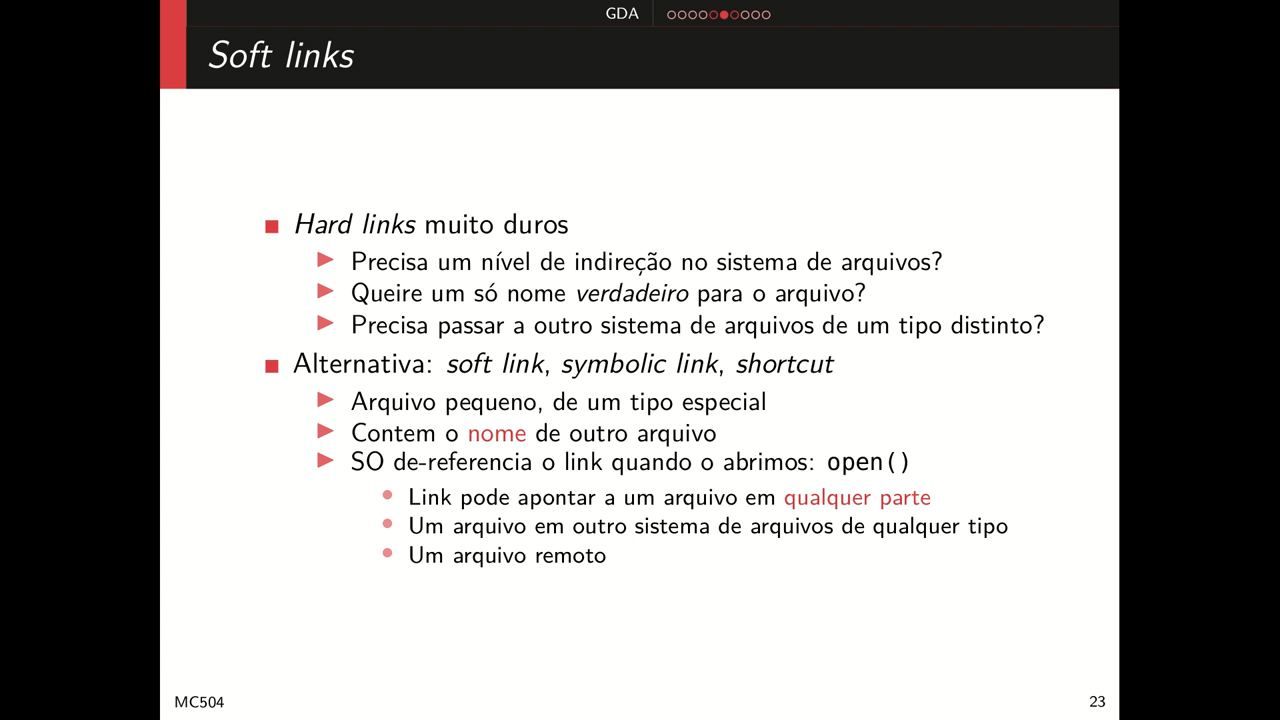 GDA
Soft links
Hard links muito duros
Precisa um nível de indireção no sistema de arquivos?
Queire um só nome verdadeiro para o arquivo?
Precisa passar a outro sistema de arquivos de um tipo distinto?
Alternativa: soft link, symbolic link, shortcut
Arquivo pequeno, de um tipo especial
Contem o nome de outro arquivo
SO de-referencia o link quando o abrimos: open()
Link pode apontar a um arquivo em qualquer parte
Um arquivo em outro sistema de arquivos de qualquer tipo
Um arquivo remoto
MC504
23